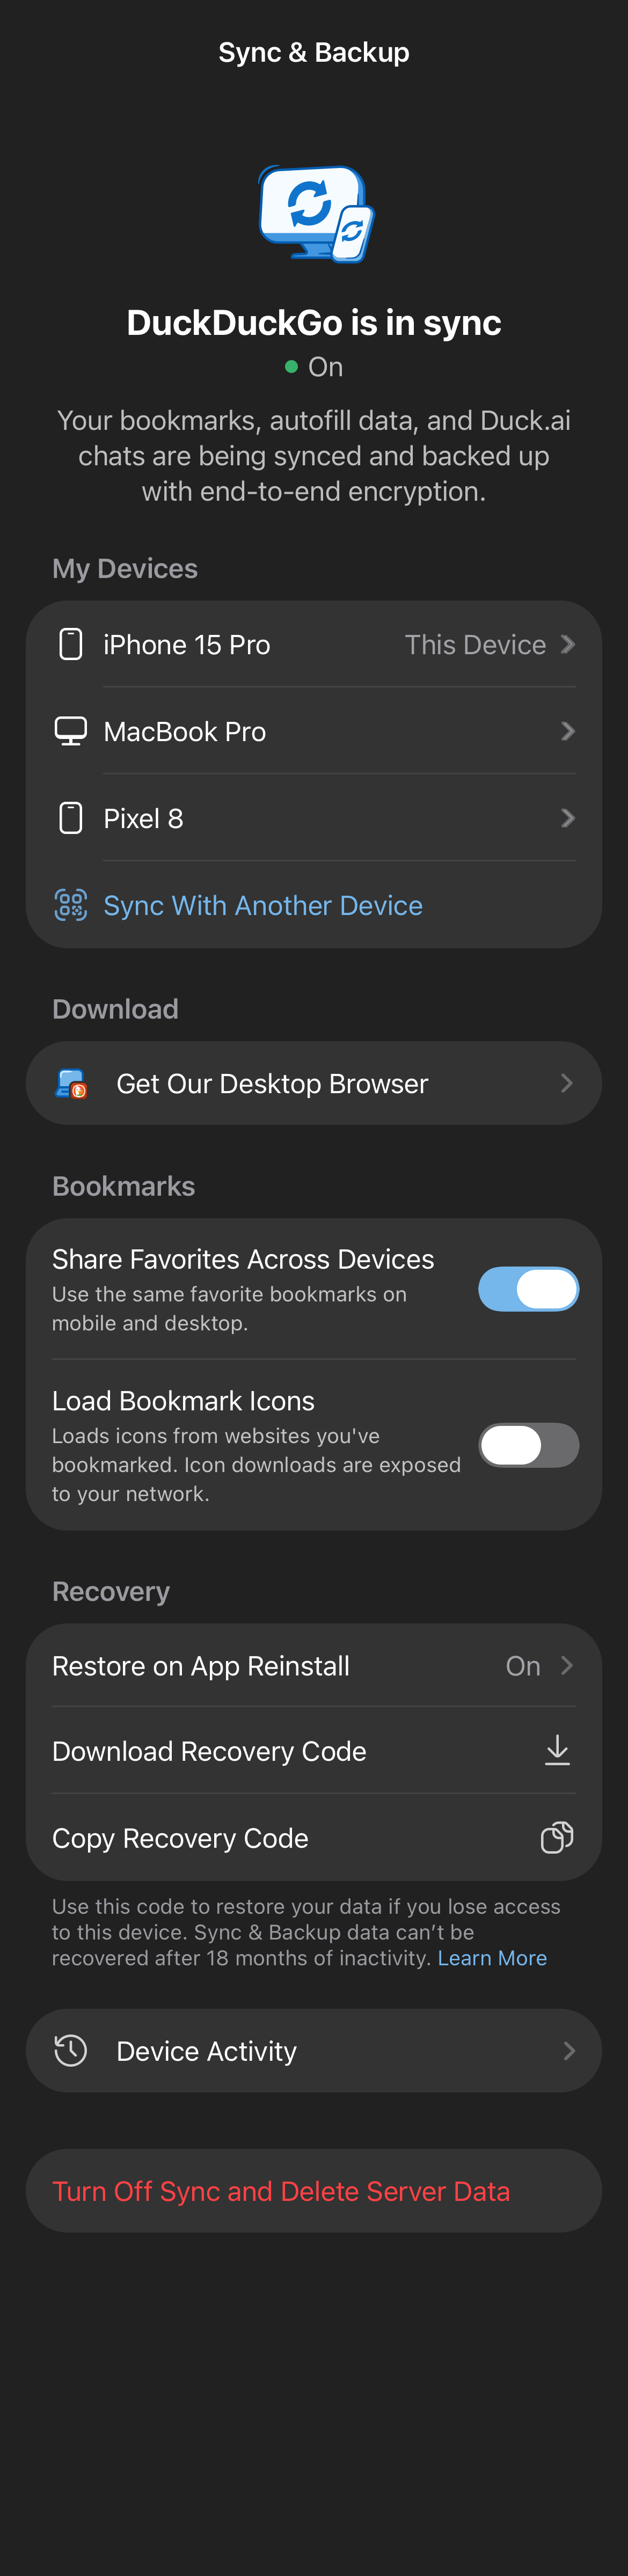 Sync & Backup
DuckDuckGo is in sync
On
Your bookmarks, autofill data, and Duck.ai
chats are being synced and backed up
with end-to-end encryption.
My Devices
iPhone 15 Pro This Device
MacBook Pro
Pixel 8
Sync With Another Device
Download
Get Our Desktop Browser
Bookmarks
Share Favorites Across Devices
Use the same favorite bookmarks on
mobile and desktop.
Load Bookmark Icons
Loads icons from websites you've
bookmarked. Icon downloads are exposed
to your network.
Recovery
Restore on App Reinstall On
Download Recovery Code
Copy Recovery Code
Use this code to restore your data if you lose access
to this device. Sync & Backup data can’t be
recovered after 18 months of inactivity. Learn More
Device Activity
Turn Off Sync and Delete Server Data